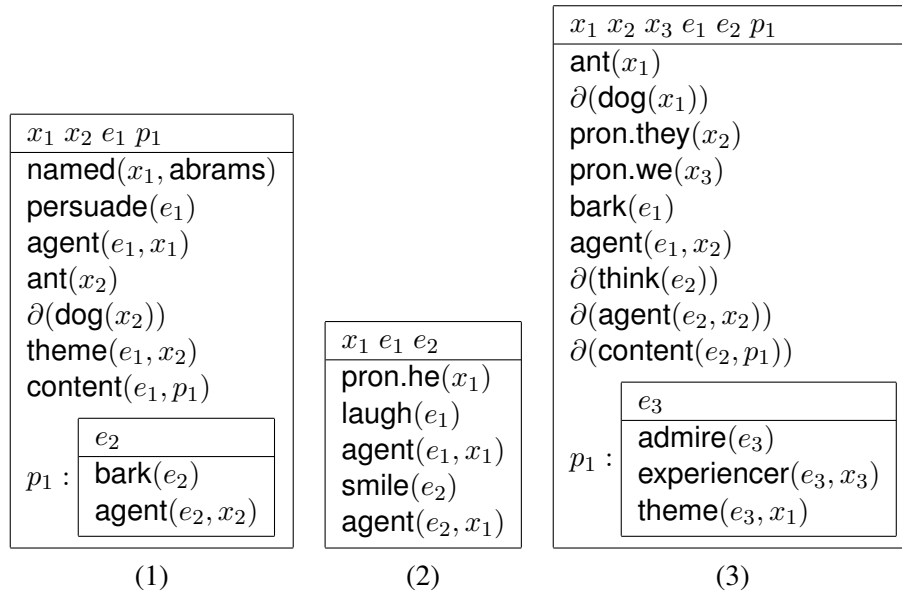 x₁ x₂ e₁ p₁
named(x₁, abrams)
persuade(e₁)
agent(e₁, x₁)
ant(x₂)
∂(dog(x₂))
theme(e₁, x₂)
content(e₁, p₁)
e₂
p₁ : bark(e₂)
agent(e₂, x₂)
(1)
x₁ e₁ e₂
pron.he(x₁)
laugh(e₁)
agent(e₁, x₁)
smile(e₂)
agent(e₂, x₁)
(2)
x₁ x₂ x₃ e₁ e₂ p₁
ant(x₁)
∂(dog(x₁))
pron.they(x₂)
pron.we(x₃)
bark(e₁)
agent(e₁, x₂)
∂(think(e₂))
∂(agent(e₂, x₂))
∂(content(e₂, p₁))
e₃
admire(e₃)
p₁ : experiencer(e₃, x₃)
theme(e₃, x₁)
(3)